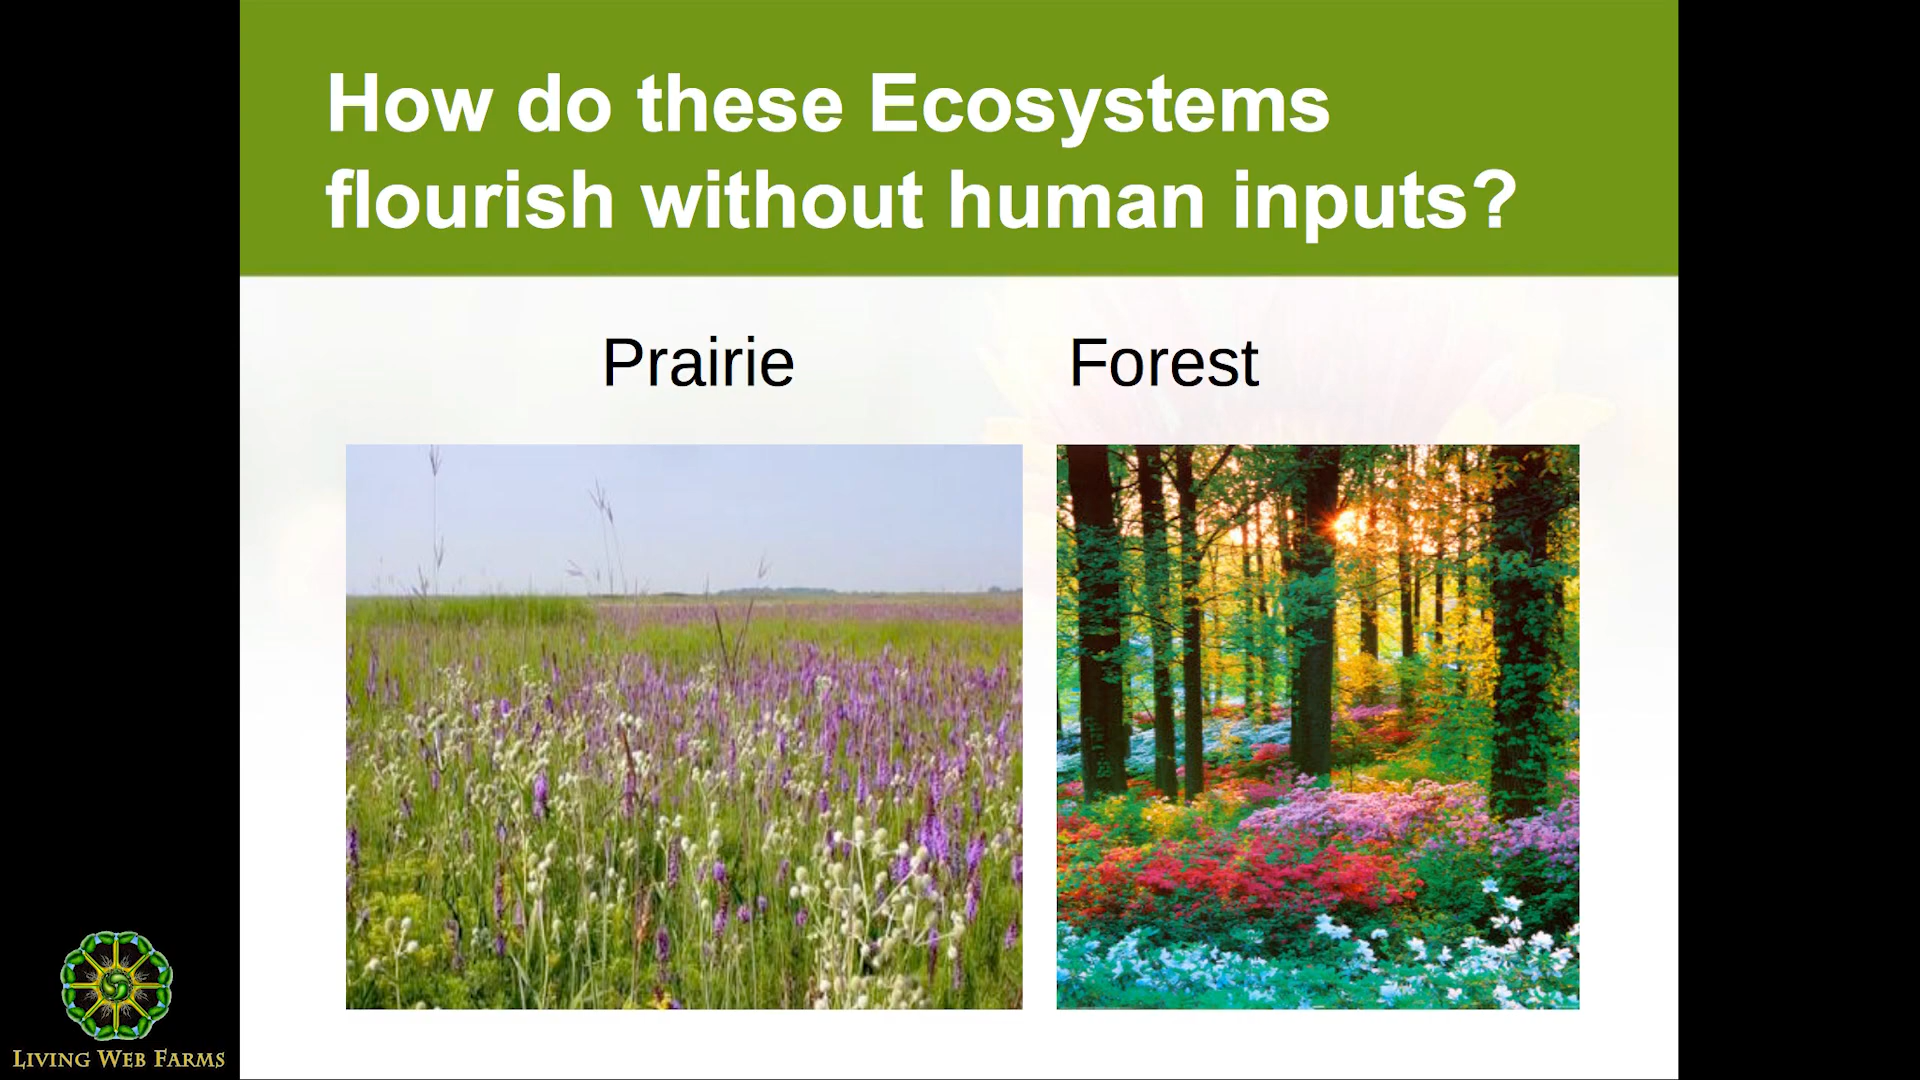 How do these Ecosystems
flourish without human inputs?
Prairie
Forest
LIVING WEB FARMS